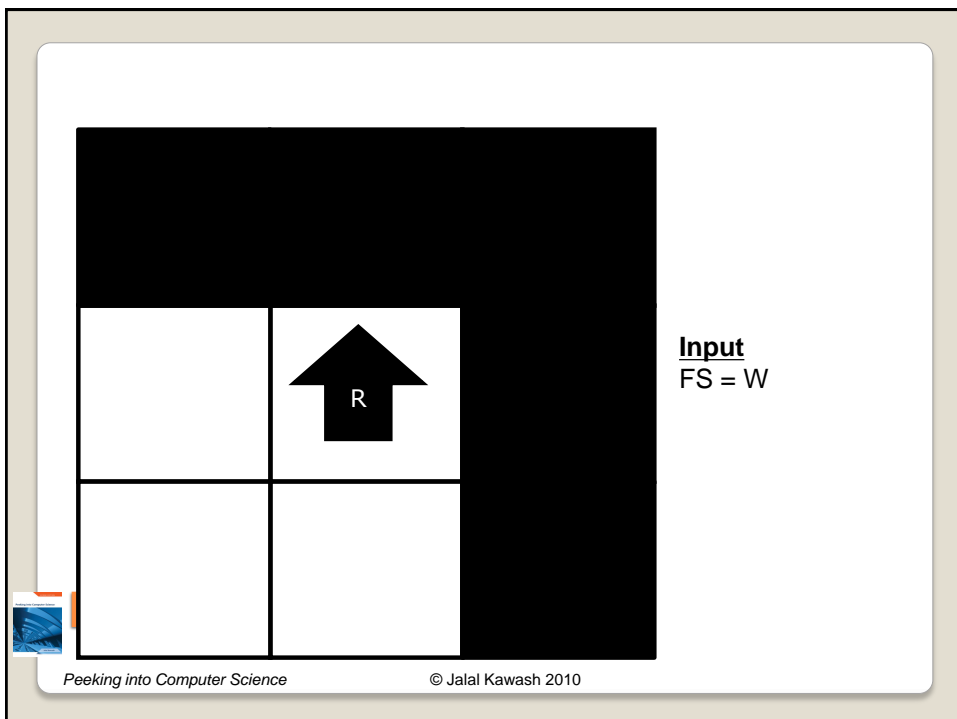 R
Input
FS = W
Peeking into Computer Science
© Jalal Kawash 2010